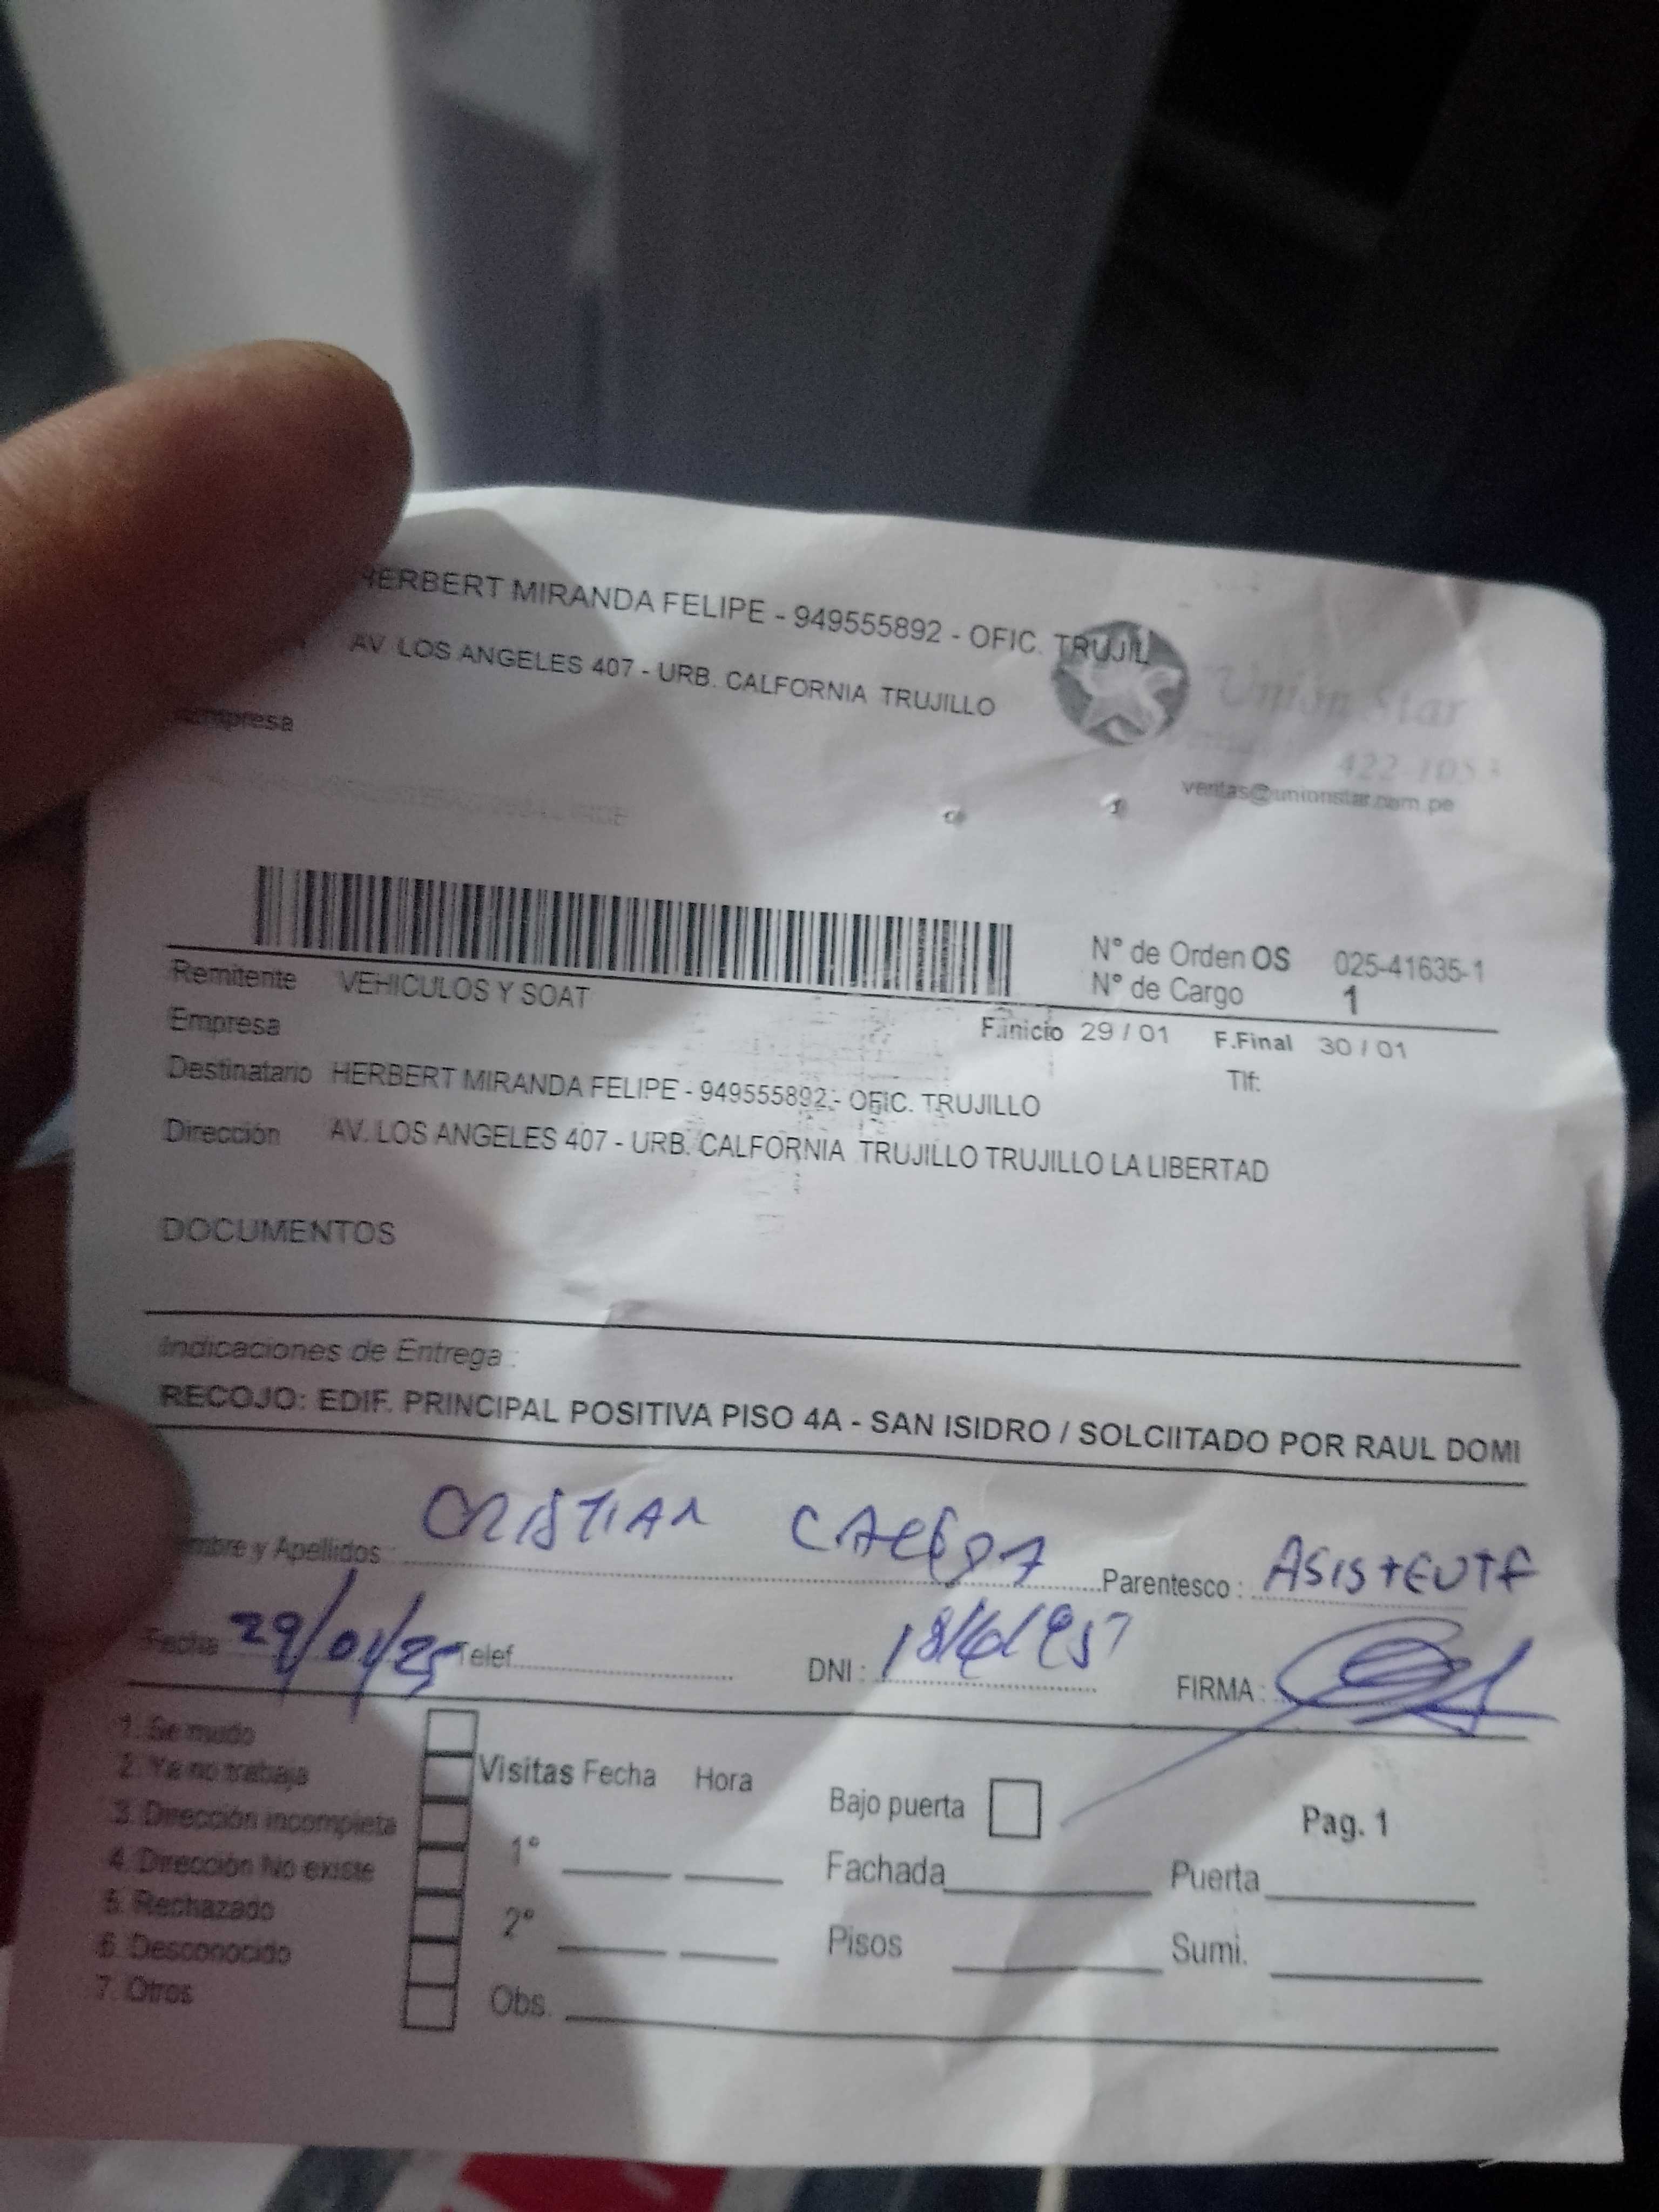 HERBERT MIRANDA FELIPE - 949555892 - OFIC. TRUJIL
AV LOS ANGELES 407 - URB. CALFORNIA TRUJILLO
Union Star
Empresa
422-105
ventas@unionstar.com.pe
N° de Orden OS 025-41635-1
N° de Cargo 1
Remitente VEHICULOS Y SOAT
Empresa F.inicio 29 / 01 F.Final 30 / 01
Destinatario HERBERT MIRANDA FELIPE - 949555892 - OFIC. TRUJILLO Tlf:
Dirección AV. LOS ANGELES 407 - URB. CALFORNIA TRUJILLO TRUJILLO LA LIBERTAD
DOCUMENTOS
Indicaciones de Entrega :
RECOJO: EDIF. PRINCIPAL POSITIVA PISO 4A - SAN ISIDRO / SOLCIITADO POR RAUL DOMI
mbre y Apellidos: CRISTIAN Parentesco : ASISTENTE
Fecha 29/01/25 Telef. DNI : FIRMA :
1. Se mudo
2. Ya no trabaja
3. Dirección incompleta
4. Dirección No existe
5. Rechazado
6. Desconocido
7. Otros
Visitas Fecha Hora
1°
2°
Obs.
Bajo puerta
Pag. 1
Fachada Puerta
Pisos Sumi.